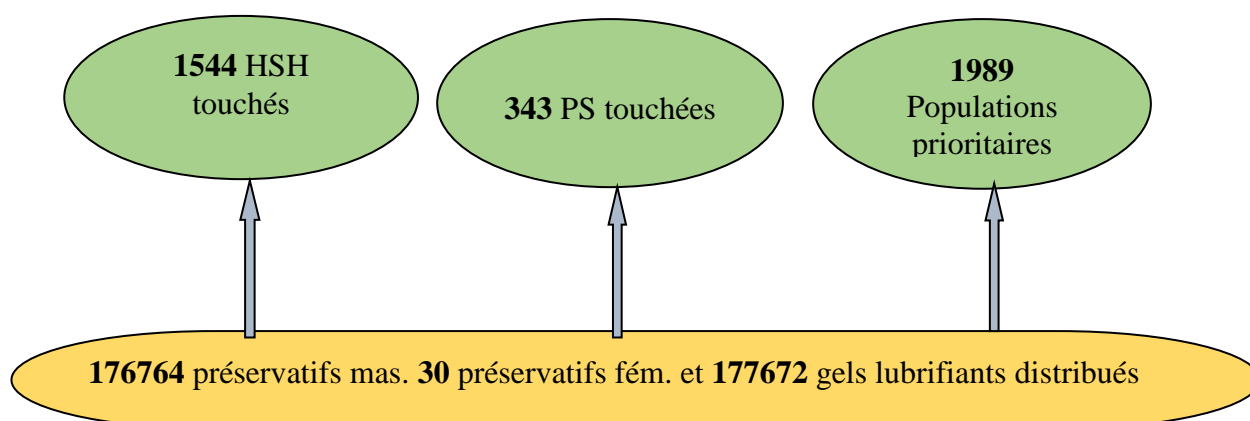 1544 HSH
touchés
343 PS touchées
1989
Populations
prioritaires
176764 préservatifs mas. 30 préservatifs fém. et 177672 gels lubrifiants distribués